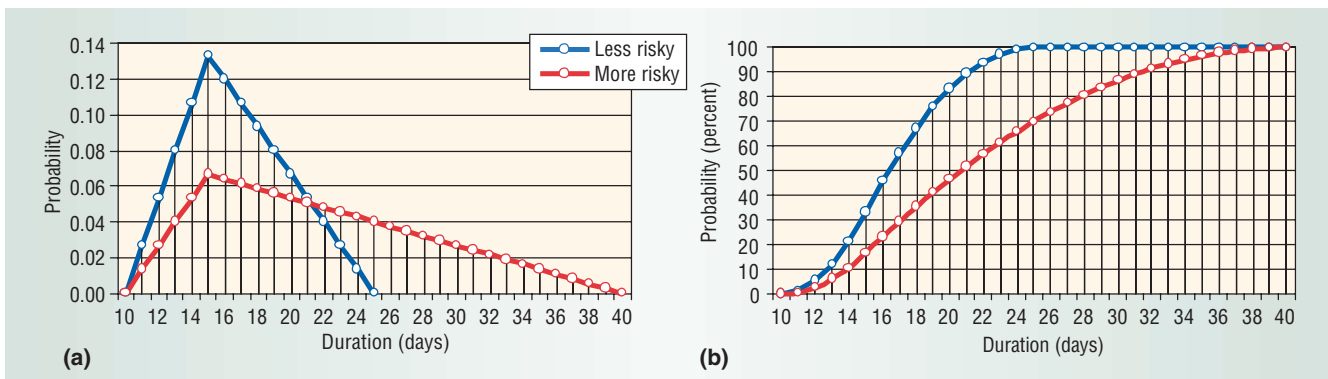 0.14
0.12
0.10
0.08
0.06
0.04
0.02
0.00
Probability
10 12 14 16 18 20 22 24 26 28 30 32 34 36 38 40
Duration (days)
(a)
Less risky
More risky
100
90
80
70
60
50
40
30
20
10
0
Probability (percent)
10 12 14 16 18 20 22 24 26 28 30 32 34 36 38 40
Duration (days)
(b)